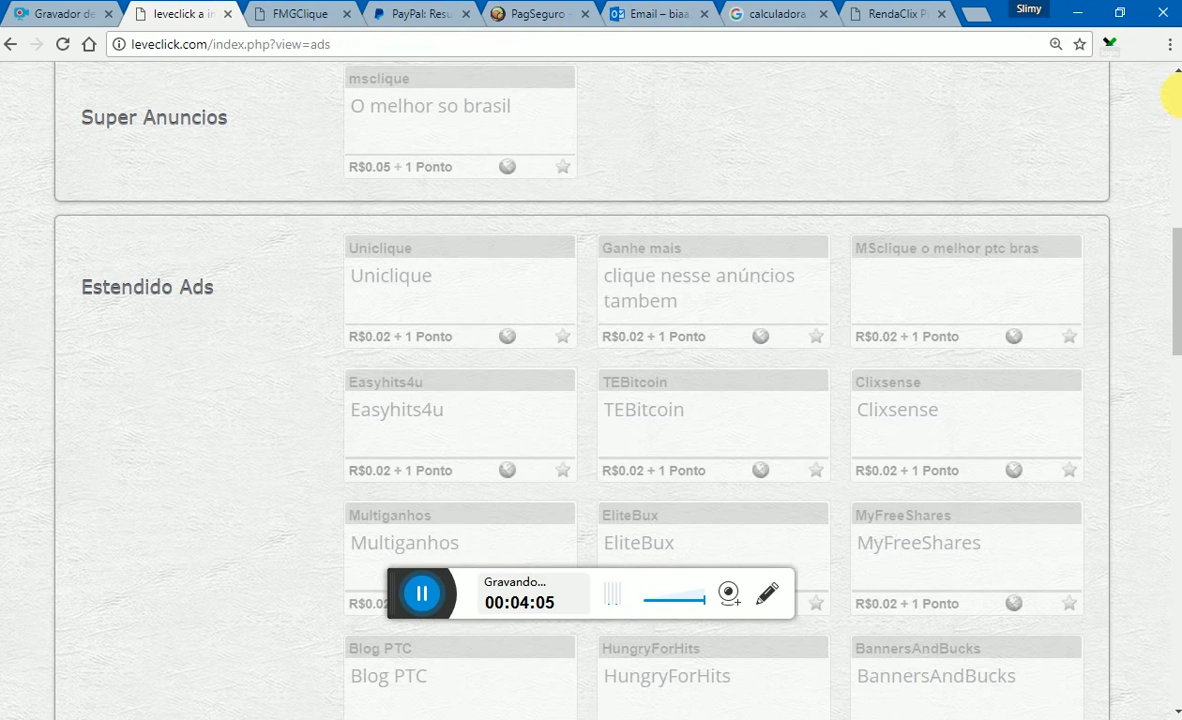 Gravador de
leveclick a in
FMGClique
PayPal: Resu
PagSeguro -
Email – biaa
calculadora
RendaClix P
Slimy
leveclick.com/index.php?view=ads
Super Anuncios
msclique
O melhor so brasil
R$0.05 + 1 Ponto
Estendido Ads
Uniclique
Uniclique
R$0.02 + 1 Ponto
Ganhe mais
clique nesse anúncios
tambem
R$0.02 + 1 Ponto
MSclique o melhor ptc bras
R$0.02 + 1 Ponto
Easyhits4u
Easyhits4u
R$0.02 + 1 Ponto
TEBitcoin
TEBitcoin
R$0.02 + 1 Ponto
Clixsense
Clixsense
R$0.02 + 1 Ponto
Multiganhos
Multiganhos
R$0.0
EliteBux
EliteBux
MyFreeShares
MyFreeShares
R$0.02 + 1 Ponto
Gravando...
00:04:05
Blog PTC
Blog PTC
HungryForHits
HungryForHits
BannersAndBucks
BannersAndBucks